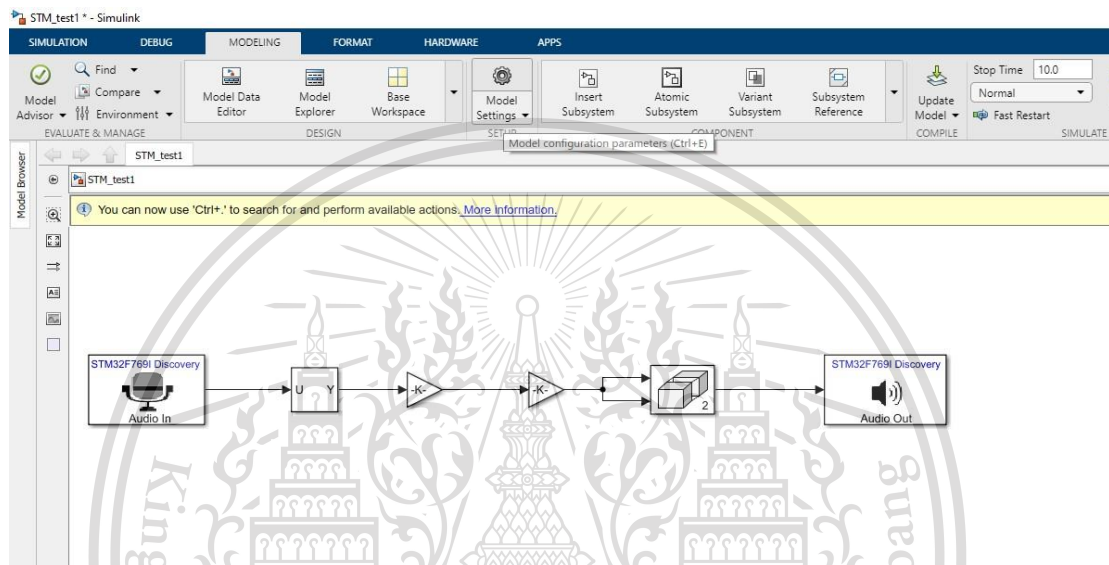 STM_test1 * - Simulink
SIMULATION DEBUG MODELING FORMAT HARDWARE APPS
Model Advisor
Find
Compare
Environment
EVALUATE & MANAGE
Model Data Editor
Model Explorer
Base Workspace
DESIGN
Model Settings
SETUP
Insert Subsystem
Atomic Subsystem
Variant Subsystem
Subsystem Reference
COMPONENT
Update Model
COMPILE
Stop Time 10.0
Normal
Fast Restart
SIMULATE
Model configuration parameters (Ctrl+E)
Model Browser
STM_test1
STM_test1
You can now use 'Ctrl+.' to search for and perform available actions. More information.
STM32F769I Discovery
Audio In
U Y
-K-
-K-
2
STM32F769I Discovery
Audio Out
King
bang